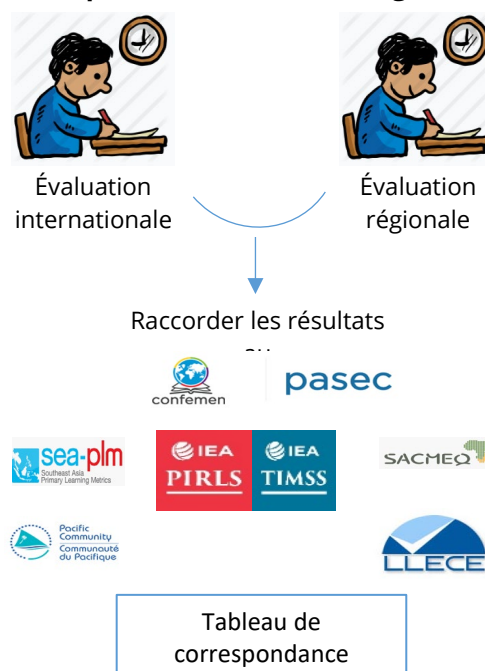 Évaluation
internationale
Évaluation
régionale
Raccorder les résultats
confemen
pasec
sea-plm
Southeast Asia
Primary Learning Metrics
IEA
PIRLS
IEA
TIMSS
SACMEQ
Pacific
Community
Communauté
du Pacifique
LLECE
Tableau de
correspondance